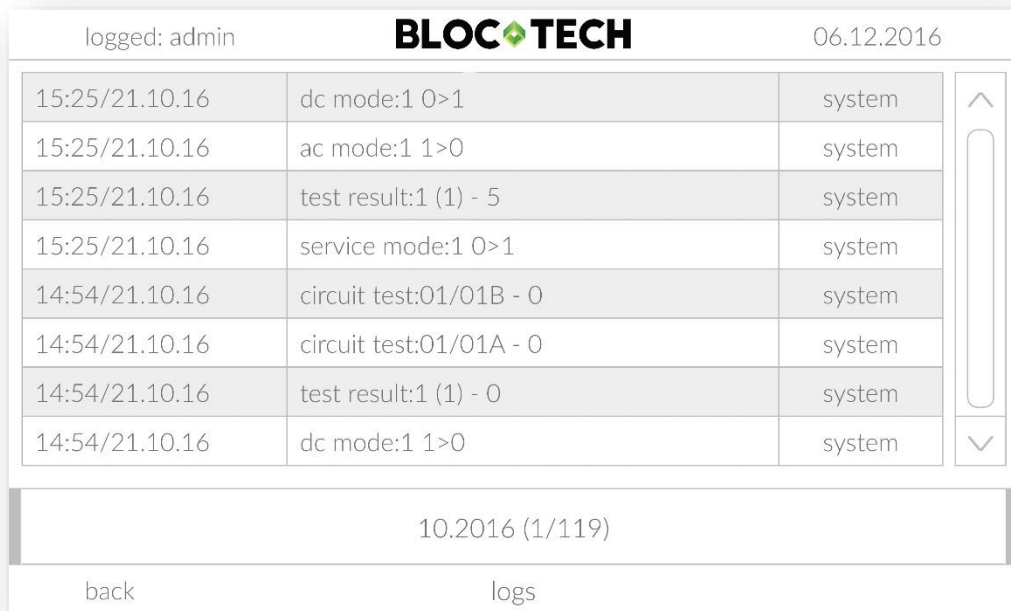 logged: admin BLOC TECH 06.12.2016
15:25/21.10.16 dc mode:1 0>1 system
15:25/21.10.16 ac mode:1 1>0 system
15:25/21.10.16 test result:1 (1) - 5 system
15:25/21.10.16 service mode:1 0>1 system
14:54/21.10.16 circuit test:01/01B - 0 system
14:54/21.10.16 circuit test:01/01A - 0 system
14:54/21.10.16 test result:1 (1) - 0 system
14:54/21.10.16 dc mode:1 1>0 system
10.2016 (1/119)
back logs